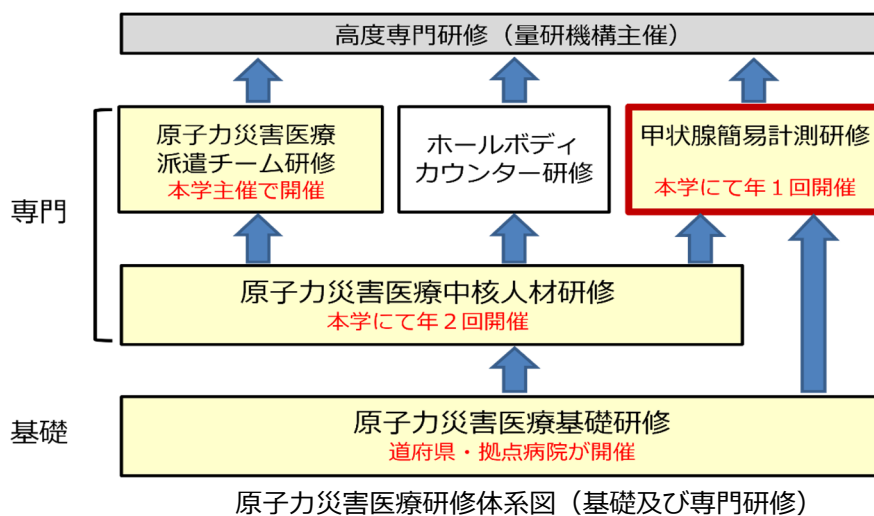 高度専門研修（量研機構主催）
原子力災害医療
派遣チーム研修
本学主催で開催
ホールボディ
カウンター研修
甲状腺簡易計測研修
本学にて年１回開催
専門
原子力災害医療中核人材研修
本学にて年２回開催
基礎
原子力災害医療基礎研修
道府県・拠点病院が開催
原子力災害医療研修体系図（基礎及び専門研修）